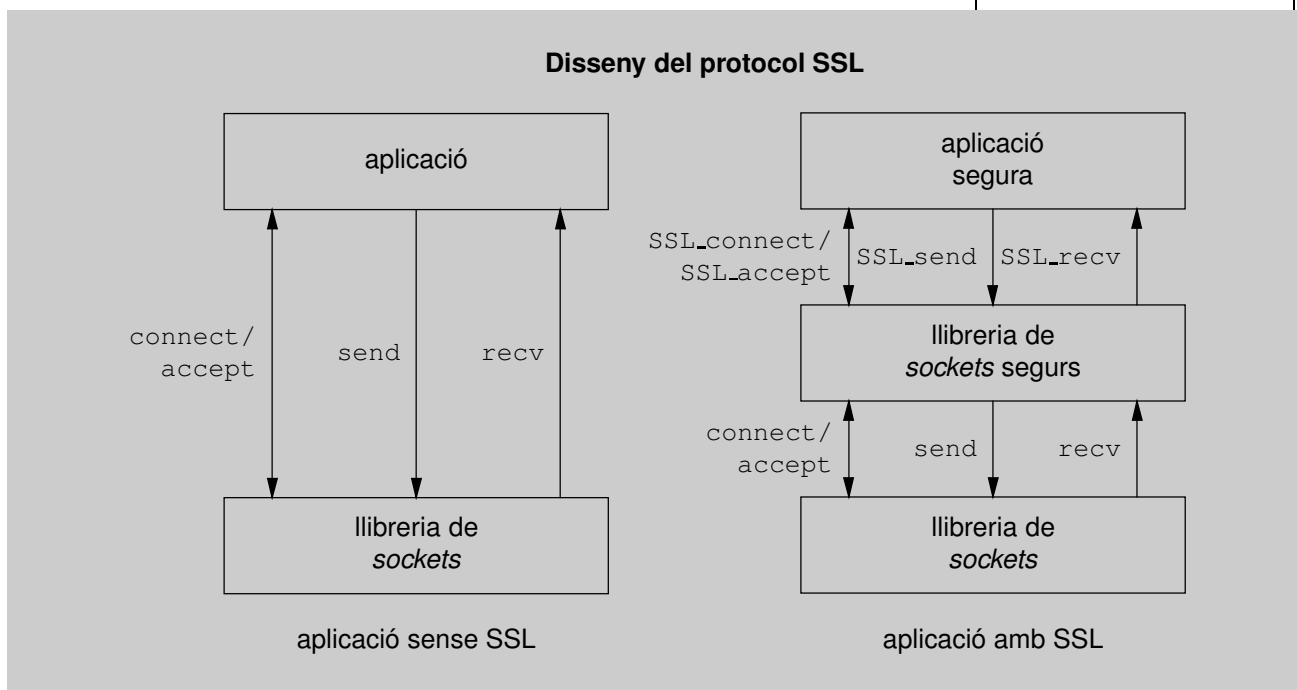 Disseny del protocol SSL
aplicació
connect/
accept
send
recv
llibreria de
sockets
aplicació sense SSL
aplicació
segura
SSL_connect/
SSL_accept
SSL_send
SSL_recv
llibreria de
sockets segurs
connect/
accept
send
recv
llibreria de
sockets
aplicació amb SSL